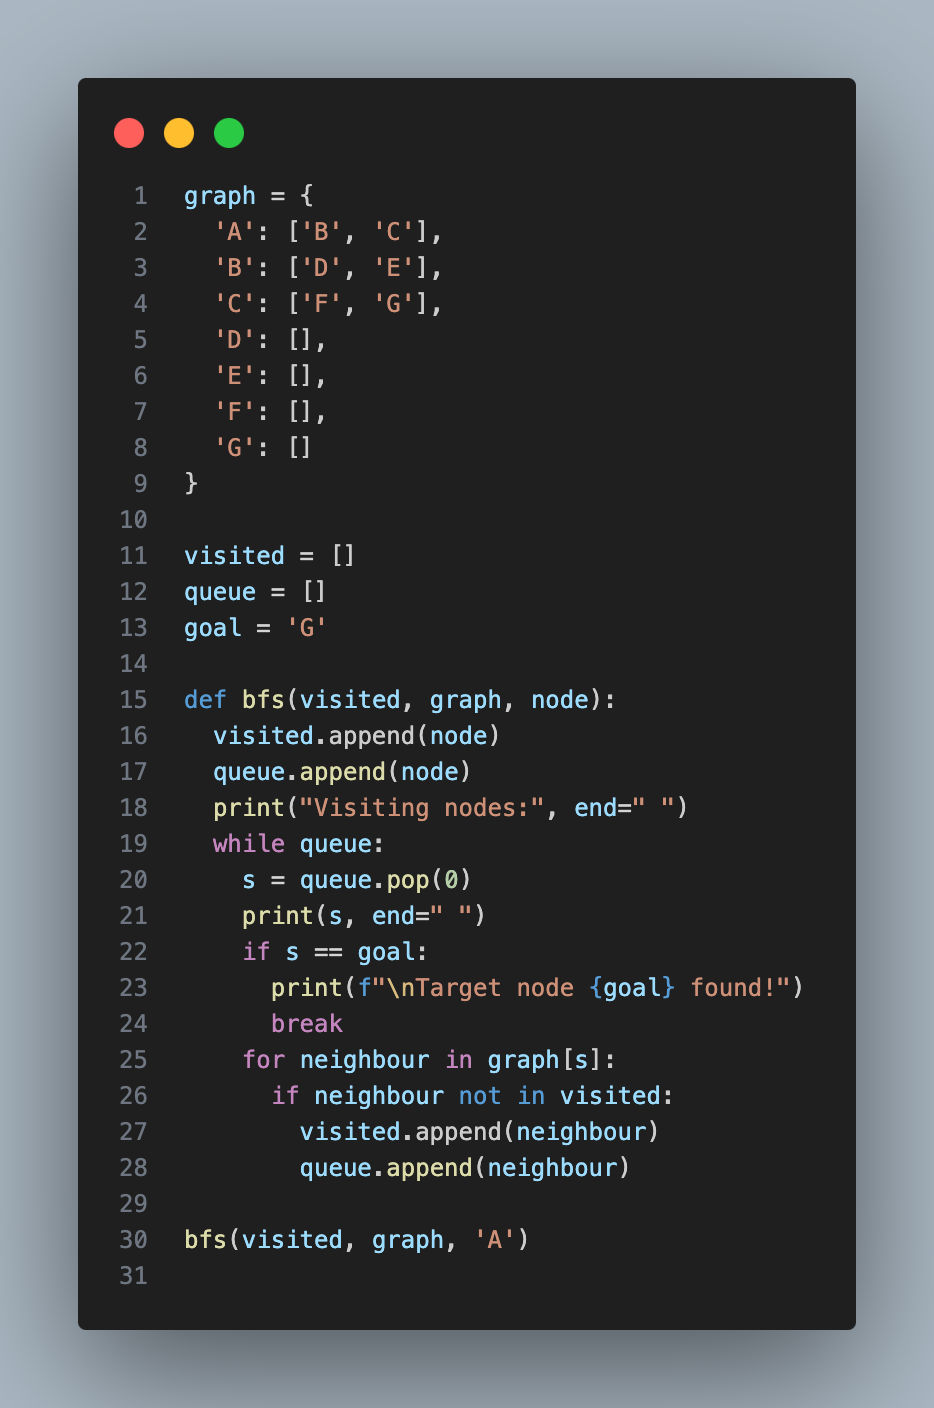 1 graph = {
2   'A': ['B', 'C'],
3   'B': ['D', 'E'],
4   'C': ['F', 'G'],
5   'D': [],
6   'E': [],
7   'F': [],
8   'G': []
9 }
10
11 visited = []
12 queue = []
13 goal = 'G'
14
15 def bfs(visited, graph, node):
16   visited.append(node)
17   queue.append(node)
18   print("Visiting nodes:", end=" ")
19   while queue:
20     s = queue.pop(0)
21     print(s, end=" ")
22     if s == goal:
23       print(f"\nTarget node {goal} found!")
24       break
25     for neighbour in graph[s]:
26       if neighbour not in visited:
27         visited.append(neighbour)
28         queue.append(neighbour)
29
30 bfs(visited, graph, 'A')
31